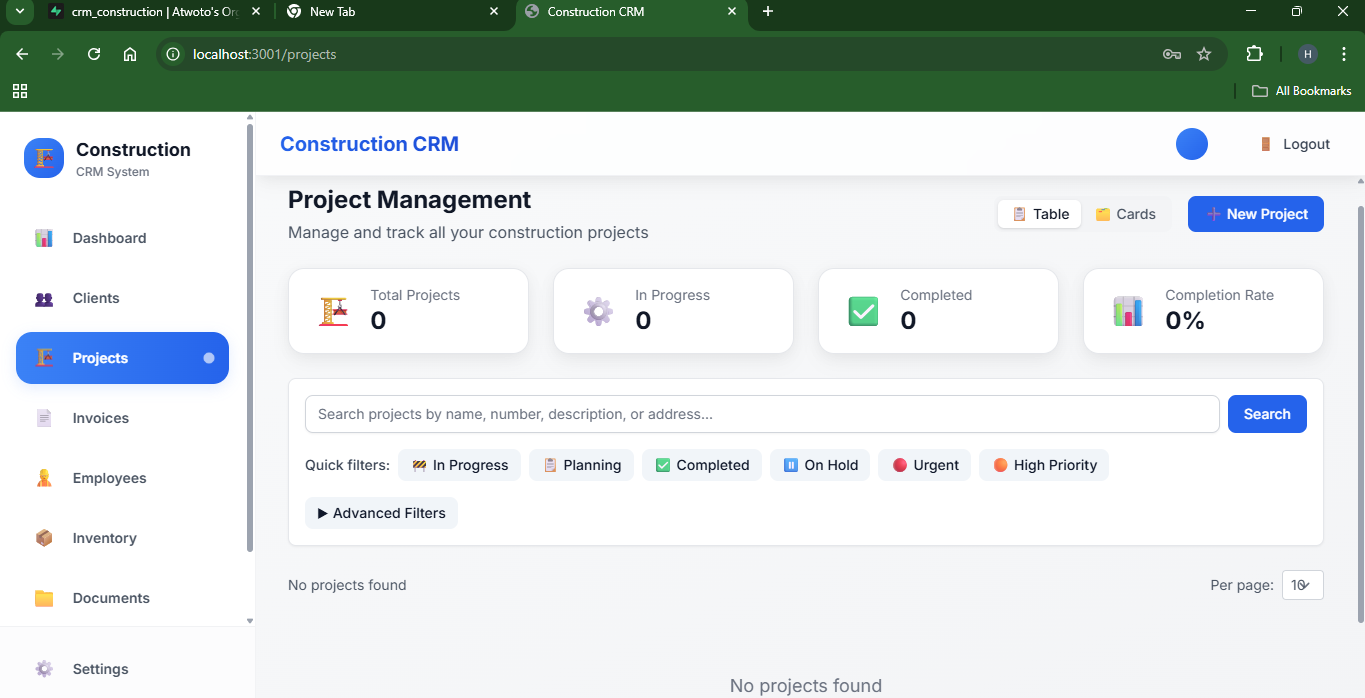 crm_construction | Atwoto's Org
New Tab
Construction CRM
localhost:3001/projects
H
All Bookmarks
Construction
CRM System
Construction CRM
Logout
Dashboard
Clients
Projects
Invoices
Employees
Inventory
Documents
Settings
Project Management
Manage and track all your construction projects
Table
Cards
New Project
Total Projects
0
In Progress
0
Completed
0
Completion Rate
0%
Search projects by name, number, description, or address...
Search
Quick filters:
In Progress
Planning
Completed
On Hold
Urgent
High Priority
▶ Advanced Filters
No projects found
Per page:
10
No projects found